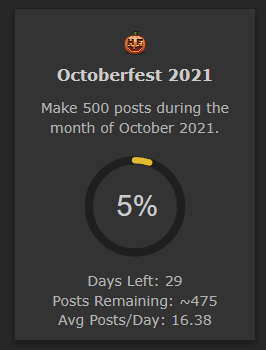 Octoberfest 2021
Make 500 posts during the
month of October 2021.
5%
Days Left: 29
Posts Remaining: ~475
Avg Posts/Day: 16.38